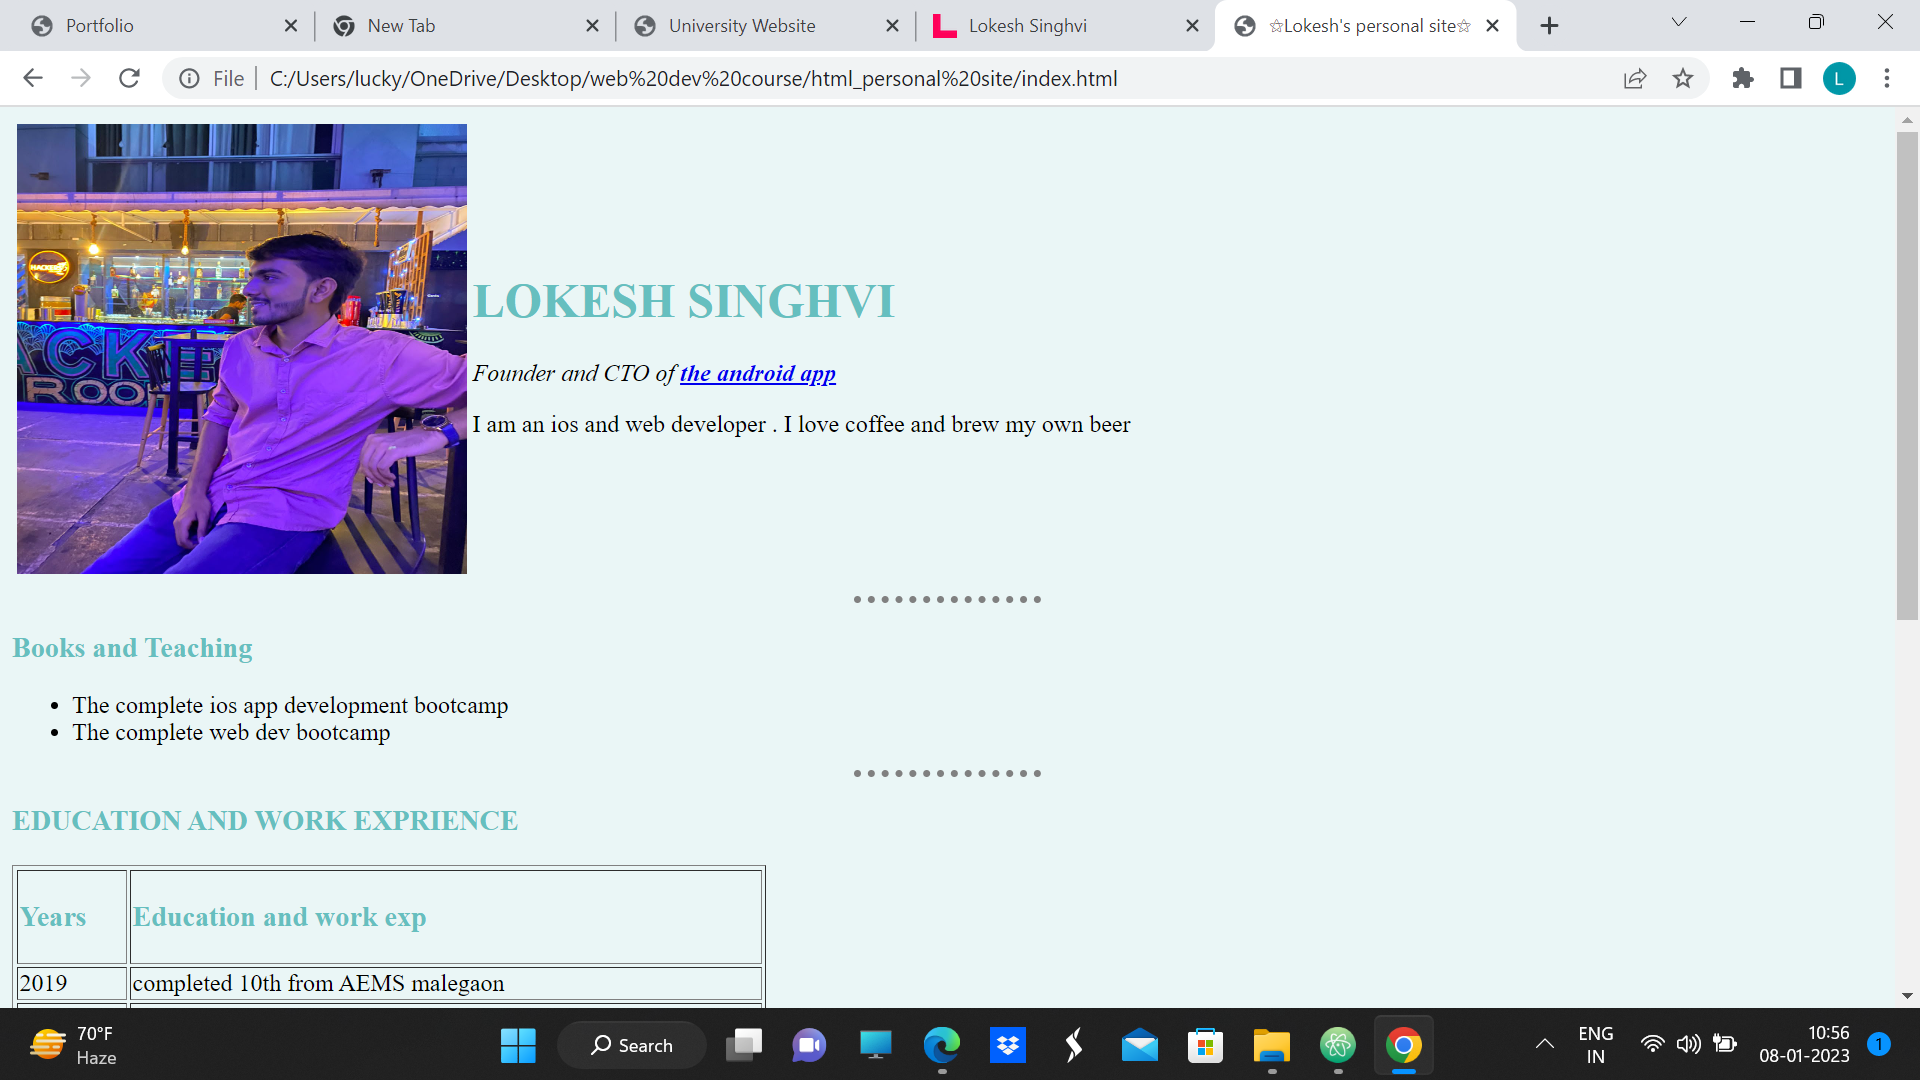 Portfolio
New Tab
University Website
Lokesh Singhvi
☆Lokesh's personal site☆
File
C:/Users/lucky/OneDrive/Desktop/web%20dev%20course/html_personal%20site/index.html
L
ACK
ROO
LOKESH SINGHVI
Founder and CTO of the android app
I am an ios and web developer . I love coffee and brew my own beer
Books and Teaching
• The complete ios app development bootcamp
• The complete web dev bootcamp
EDUCATION AND WORK EXPRIENCE
Years
Education and work exp
2019
completed 10th from AEMS malegaon
70°F
Haze
Search
ENG
IN
10:56
08-01-2023
1